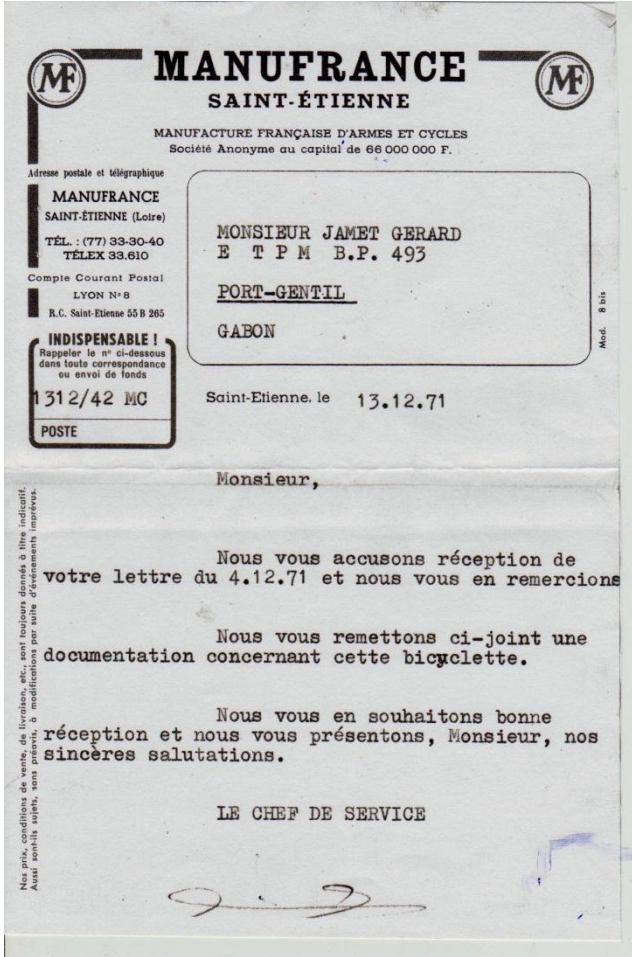 MF
MANUFRANCE
MF
SAINT-ÉTIENNE
MANUFACTURE FRANÇAISE D'ARMES ET CYCLES
Société Anonyme au capital de 66 000 000 F.
Adresse postale et télégraphique
MANUFRANCE
SAINT-ÉTIENNE (Loire)
TÉL. : (77) 33-30-40
TÉLEX 33.610
Compte Courant Postal
LYON N° 8
R.C. Saint-Etienne 55 B 265
MONSIEUR JAMET GERARD
E T P M B.P. 493
PORT-GENTIL
GABON
Mod. 8 bis
INDISPENSABLE !
Rappeler le n° ci-dessous
dans toute correspondance
ou envoi de fonds
1312/42 MC
POSTE
Saint-Etienne, le 13.12.71
Monsieur,
Nous vous accusons réception de
votre lettre du 4.12.71 et nous vous en remercions
Nous vous remettons ci-joint une
documentation concernant cette bicyclette.
Nous vous en souhaitons bonne
réception et nous vous présentons, Monsieur, nos
sincères salutations.
LE CHEF DE SERVICE
Nos prix, conditions de vente, de livraison, etc., sont toujours donnés à titre indicatif.
Aussi sont-ils sujets, sans préavis, à modifications par suite d'événements imprévus.